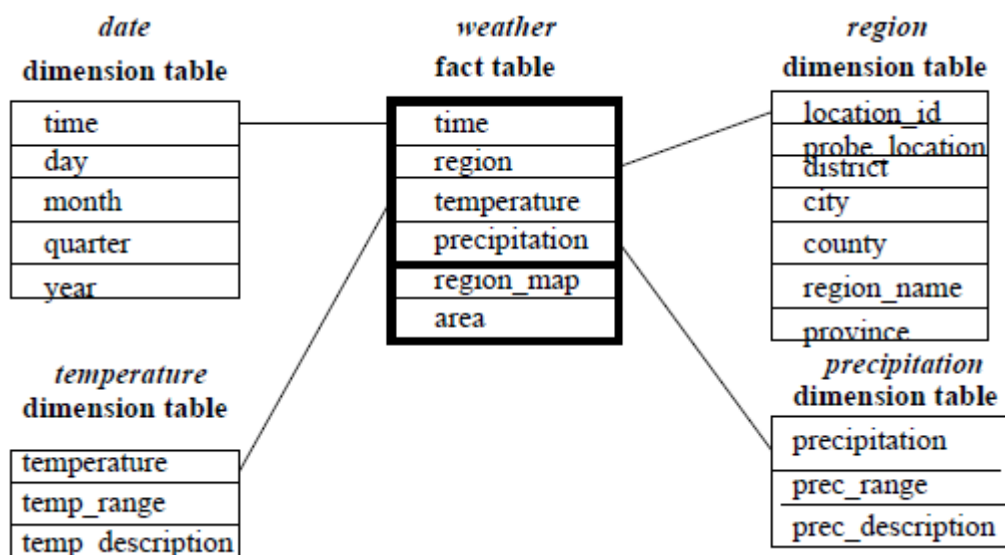 date
dimension table
time
day
month
quarter
year
weather
fact table
time
region
temperature
precipitation
region_map
area
region
dimension table
location_id
probe_location
district
city
county
region_name
province
temperature
dimension table
temperature
temp_range
temp_description
precipitation
dimension table
precipitation
prec_range
prec_description